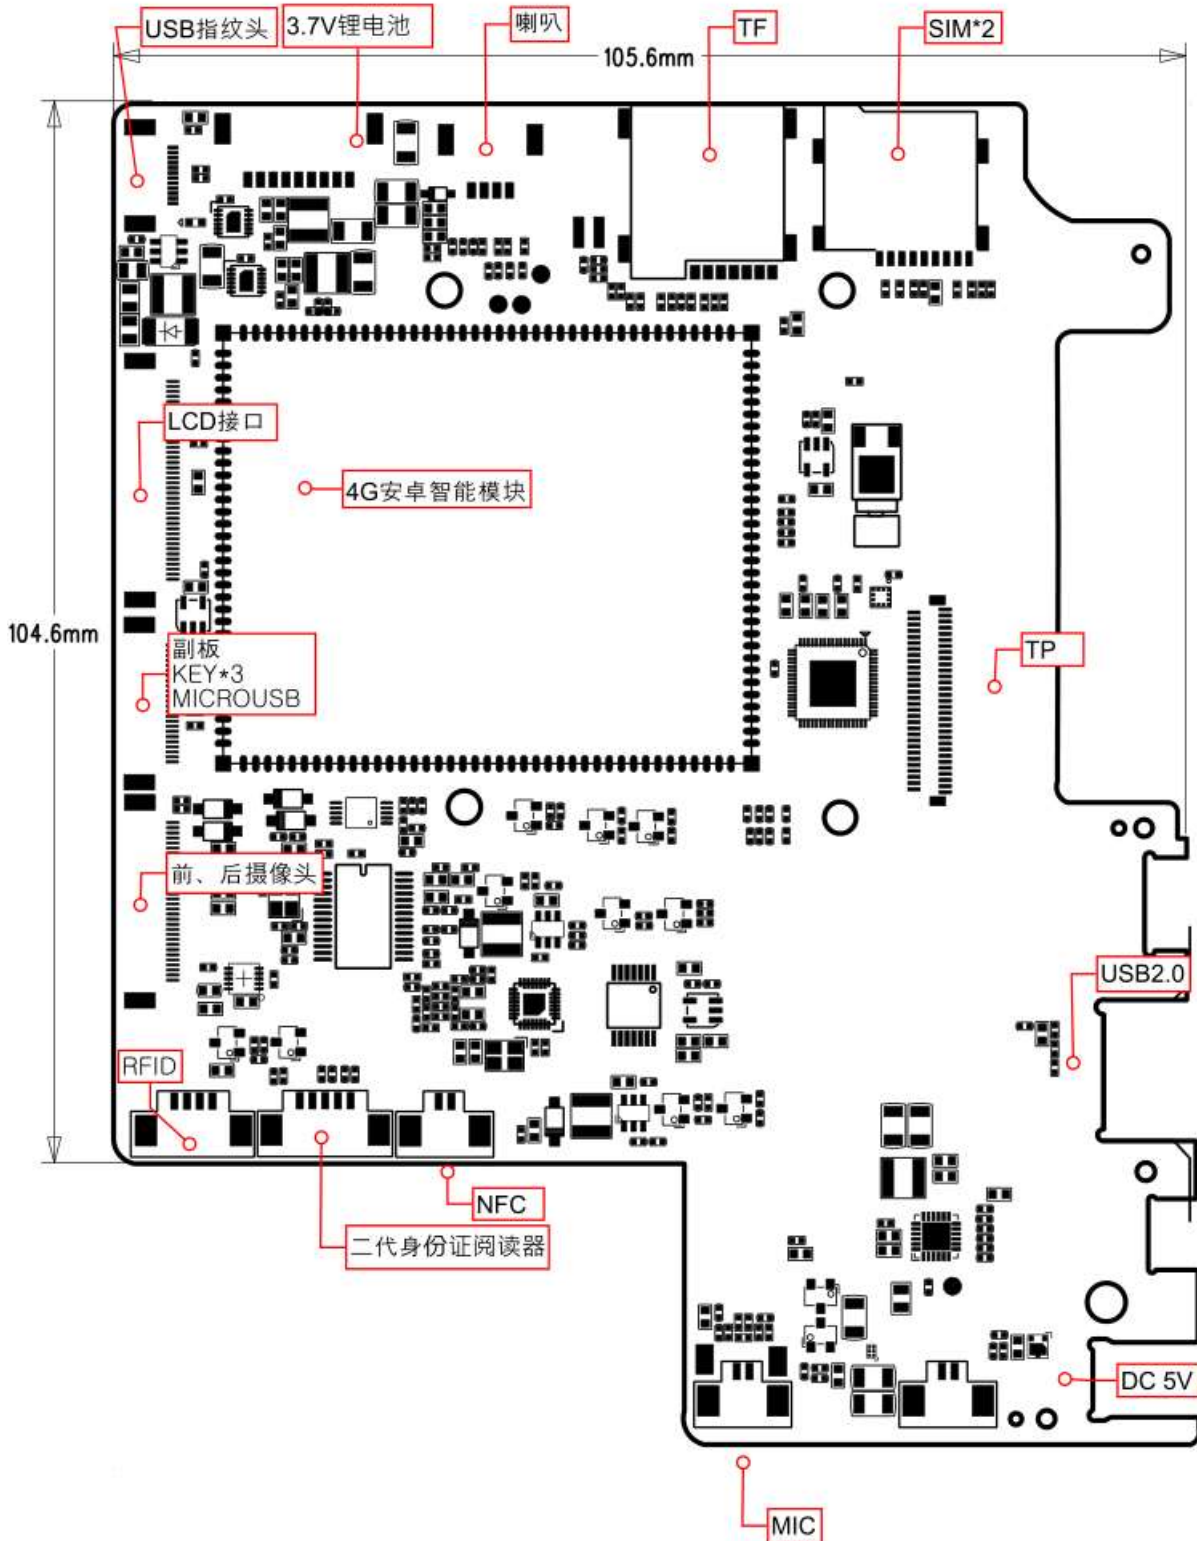 USB指纹头
3.7V锂电池
喇叭
TF
SIM*2
105.6mm
LCD接口
4G安卓智能模块
104.6mm
副板
KEY*3
MICROUSB
TP
前、后摄像头
USB2.0
RFID
NFC
二代身份证阅读器
DC 5V
MIC